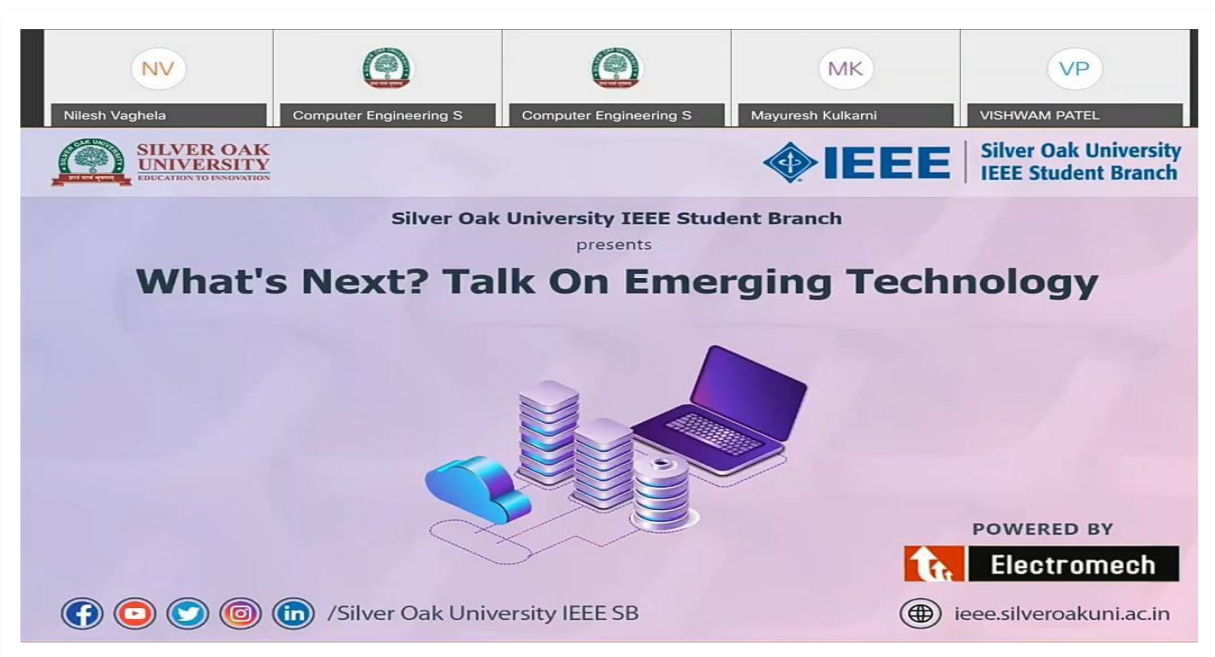 NV
MK
VP
Nilesh Vaghela
Computer Engineering S
Computer Engineering S
Mayuresh Kulkarni
VISHWAM PATEL
SILVER OAK
UNIVERSITY
EDUCATION TO INNOVATION
IEEE
Silver Oak University
IEEE Student Branch
Silver Oak University IEEE Student Branch
presents
What's Next? Talk On Emerging Technology
POWERED BY
Electromech
/Silver Oak University IEEE SB
ieee.silveroakuni.ac.in